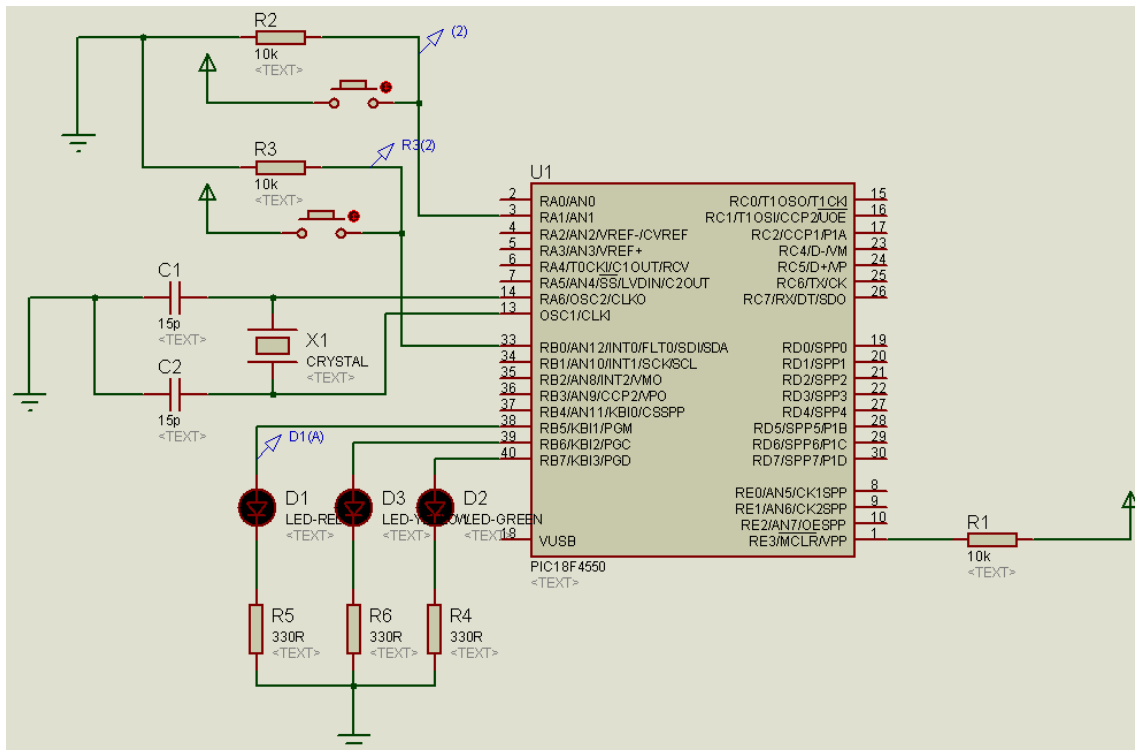 R2
10k
<TEXT>
(2)
R3
10k
<TEXT>
R3(2)
C1
15p
<TEXT>
X1
CRYSTAL
<TEXT>
C2
15p
<TEXT>
U1
2 RA0/AN0
3 RA1/AN1
4 RA2/AN2/VREF-/CVREF
5 RA3/AN3/VREF+
6 RA4/T0CKI/C1OUT/RCV
7 RA5/AN4/SS/LVDIN/C2OUT
14 RA6/OSC2/CLKO
13 OSC1/CLKI
33 RB0/AN12/INT0/FLT0/SDI/SDA
34 RB1/AN10/INT1/SCK/SCL
35 RB2/AN8/INT2/VMO
36 RB3/AN9/CCP2/VPO
37 RB4/AN11/KBI0/CSSPP
38 RB5/KBI1/PGM
39 RB6/KBI2/PGC
40 RB7/KBI3/PGD
18 VUSB
RC0/T1OSO/T1CKI 15
RC1/T1OSI/CCP2/UOE 16
RC2/CCP1/P1A 17
RC4/D-/VM 23
RC5/D+/VP 24
RC6/TX/CK 25
RC7/RX/DT/SDO 26
RD0/SPP0 19
RD1/SPP1 20
RD2/SPP2 21
RD3/SPP3 22
RD4/SPP4 27
RD5/SPP5/P1B 28
RD6/SPP6/P1C 29
RD7/SPP7/P1D 30
RE0/AN5/CK1SPP 8
RE1/AN6/CK2SPP 9
RE2/AN7/OESPP 10
RE3/MCLR/VPP 1
PIC18F4550
<TEXT>
R1
10k
<TEXT>
D1(A)
D1
D3
D2
LED-GREEN
R5
330R
<TEXT>
R6
330R
<TEXT>
R4
330R
<TEXT>